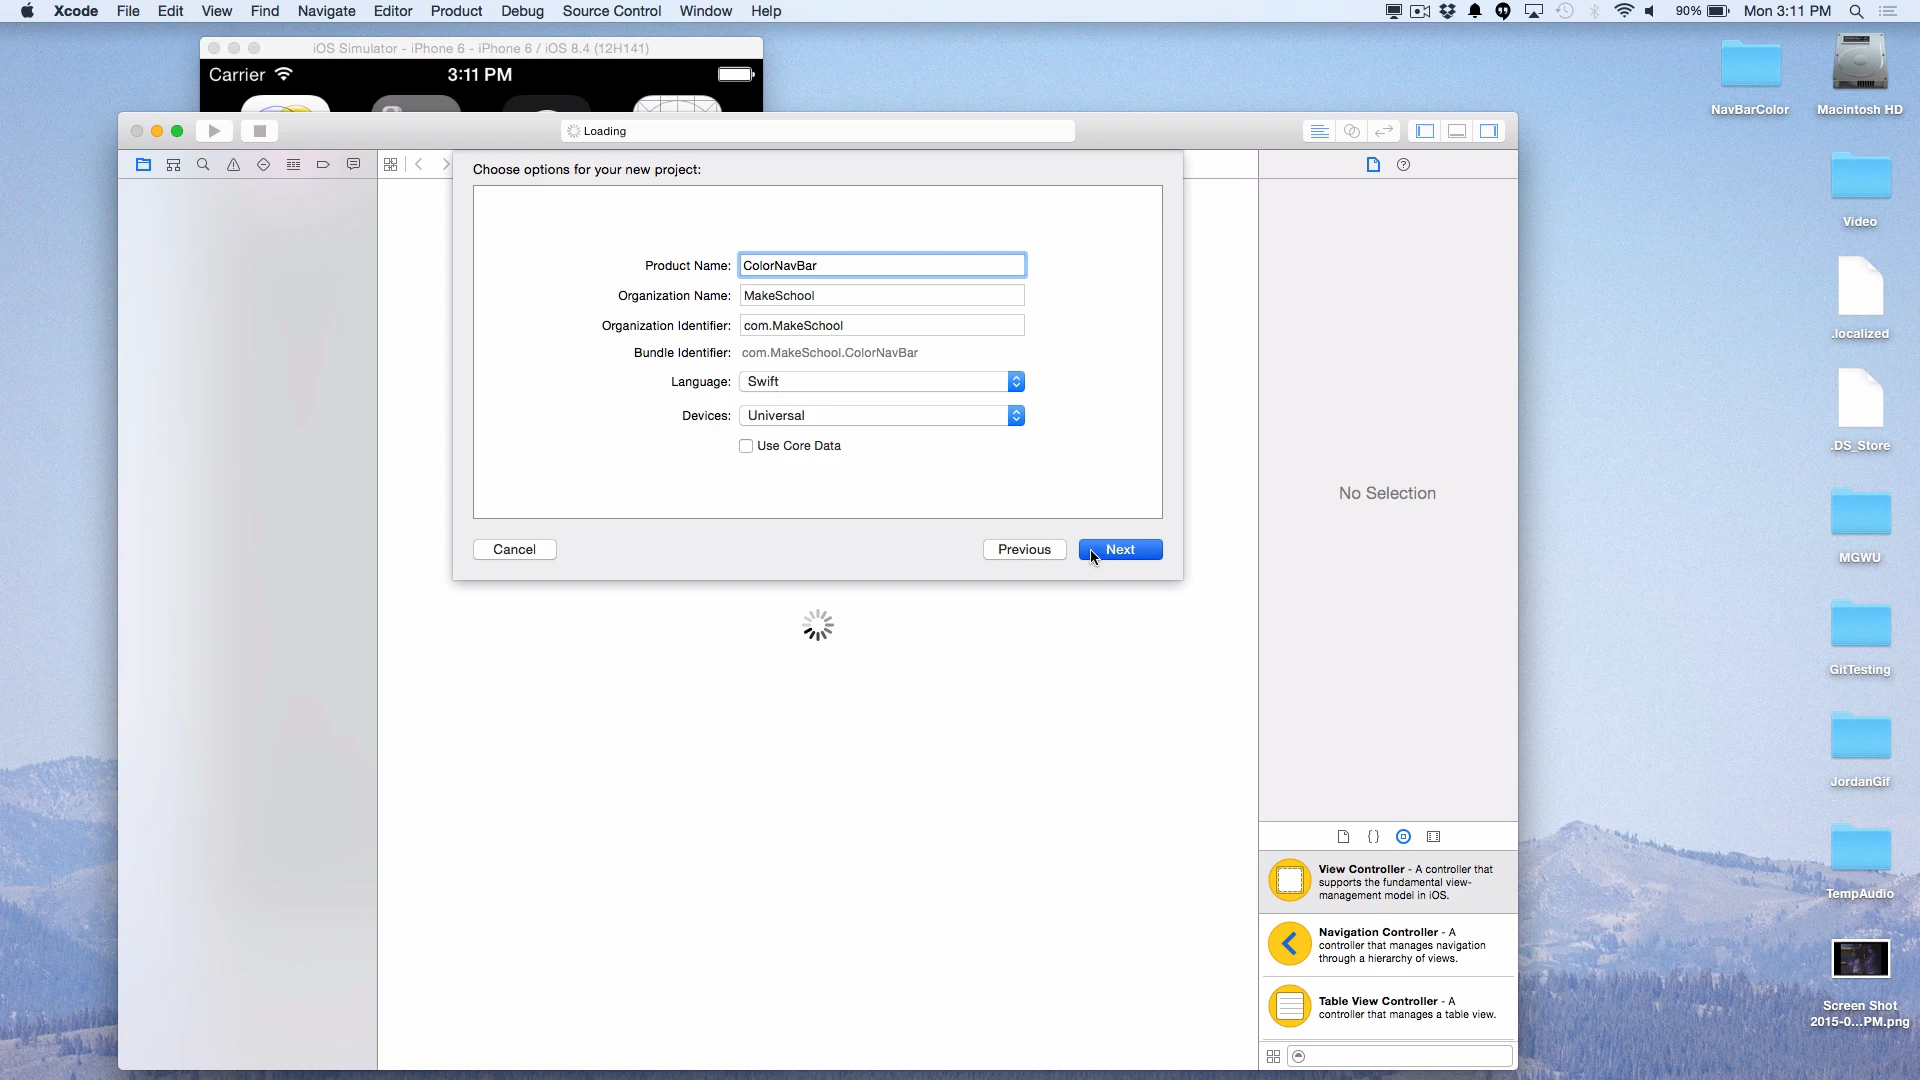 Xcode File Edit View Find Navigate Editor Product Debug Source Control Window Help
90% Mon 3:11 PM
iOS Simulator - iPhone 6 - iPhone 6 / iOS 8.4 (12H141)
Carrier 3:11 PM
Loading
Choose options for your new project:
Product Name: ColorNavBar
Organization Name: MakeSchool
Organization Identifier: com.MakeSchool
Bundle Identifier: com.MakeSchool.ColorNavBar
Language: Swift
Devices: Universal
Use Core Data
Cancel Previous Next
No Selection
View Controller - A controller that
supports the fundamental view-
management model in iOS.
Navigation Controller - A
controller that manages navigation
through a hierarchy of views.
Table View Controller - A
controller that manages a table view.
NavBarColor
Macintosh HD
Video
.localized
.DS_Store
MGWU
GitTesting
JordanGif
TempAudio
Screen Shot
2015-0...PM.png